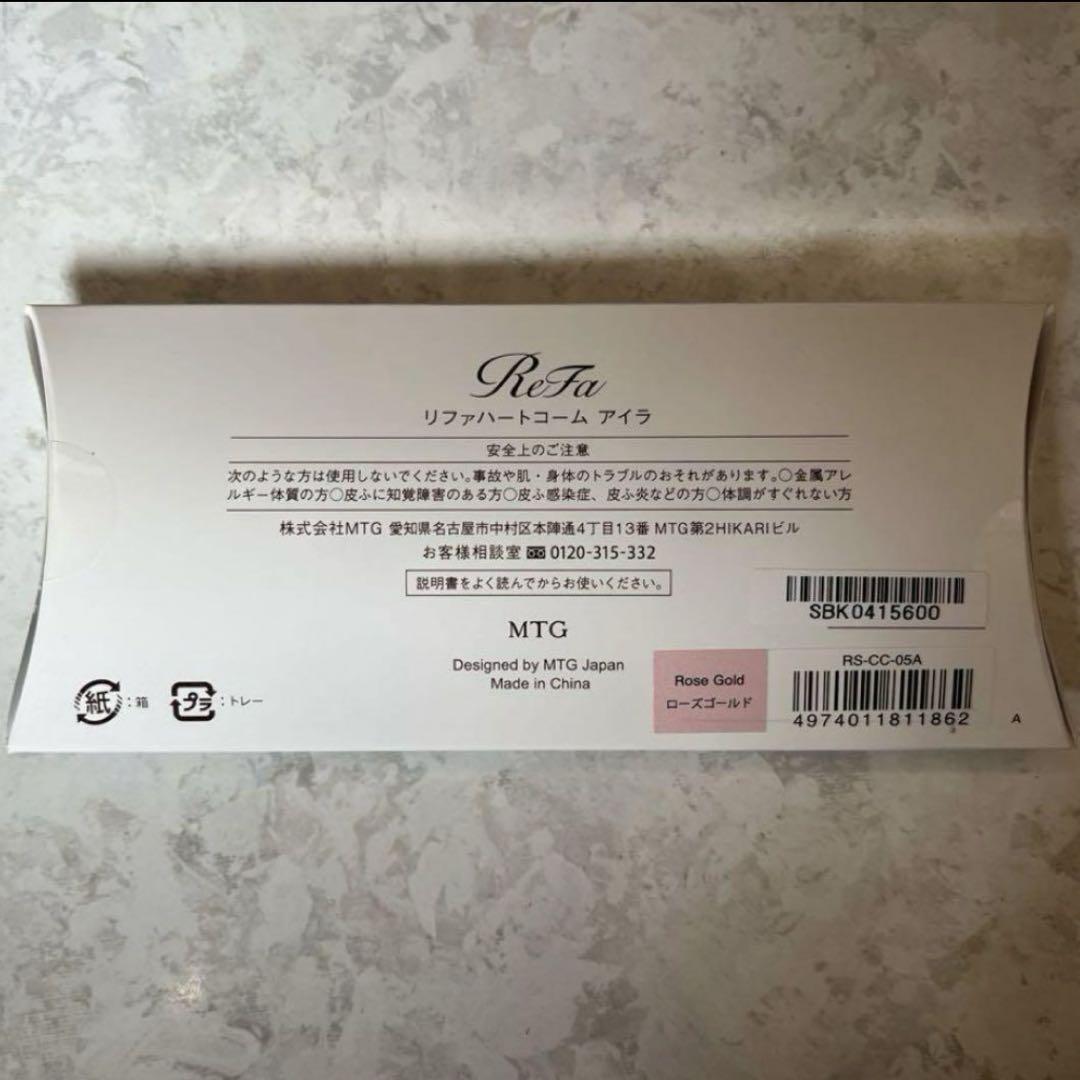 ReFa
リファハートコーム アイラ
安全上のご注意
次のような方は使用しないでください。事故や肌・身体のトラブルのおそれがあります。○金属アレ
ルギー体質の方○皮ふに知覚障害のある方○皮ふ感染症、皮ふ炎などの方○体調がすぐれない方
株式会社MTG 愛知県名古屋市中村区本陣通4丁目13番 MTG第2HIKARIビル
お客様相談室 0120-315-332
説明書をよく読んでからお使いください。
SBK0415600
MTG
Designed by MTG Japan
Made in China
紙:箱
プラ:トレー
Rose Gold
ローズゴールド
RS-CC-05A
4974011811862
A